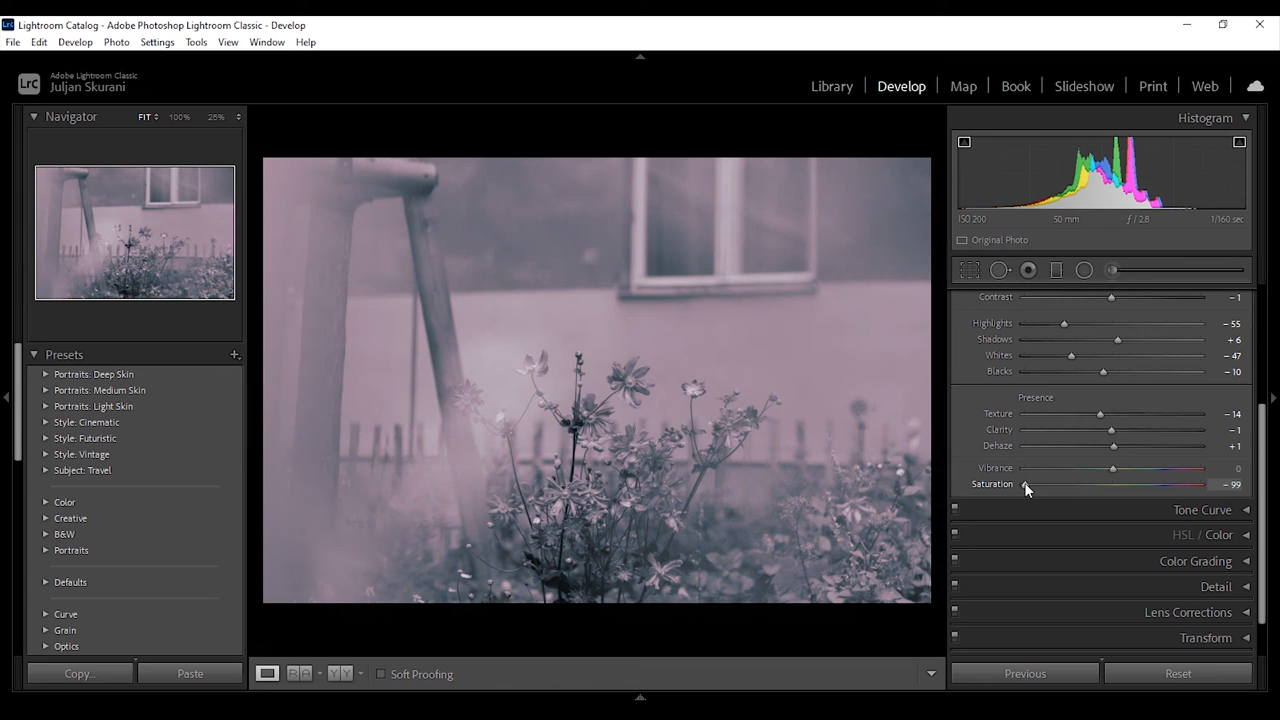 Lightroom Catalog - Adobe Photoshop Lightroom Classic - Develop
File Edit Develop Photo Settings Tools View Window Help
LrC
Adobe Lightroom Classic
Juljan Skurani
Library Develop Map Book Slideshow Print Web
Navigator FIT 100% 25%
Presets +
Portraits: Deep Skin
Portraits: Medium Skin
Portraits: Light Skin
Style: Cinematic
Style: Futuristic
Style: Vintage
Subject: Travel
Color
Creative
B&W
Portraits
Defaults
Curve
Grain
Optics
Copy... Paste
Soft Proofing
Histogram
ISO 200 50 mm ƒ / 2.8 1/160 sec
Original Photo
Contrast – 1
Highlights – 55
Shadows + 6
Whites – 47
Blacks – 10
Presence
Texture – 14
Clarity – 1
Dehaze + 1
Vibrance 0
Saturation – 99
Tone Curve
HSL / Color
Color Grading
Detail
Lens Corrections
Transform
Previous Reset